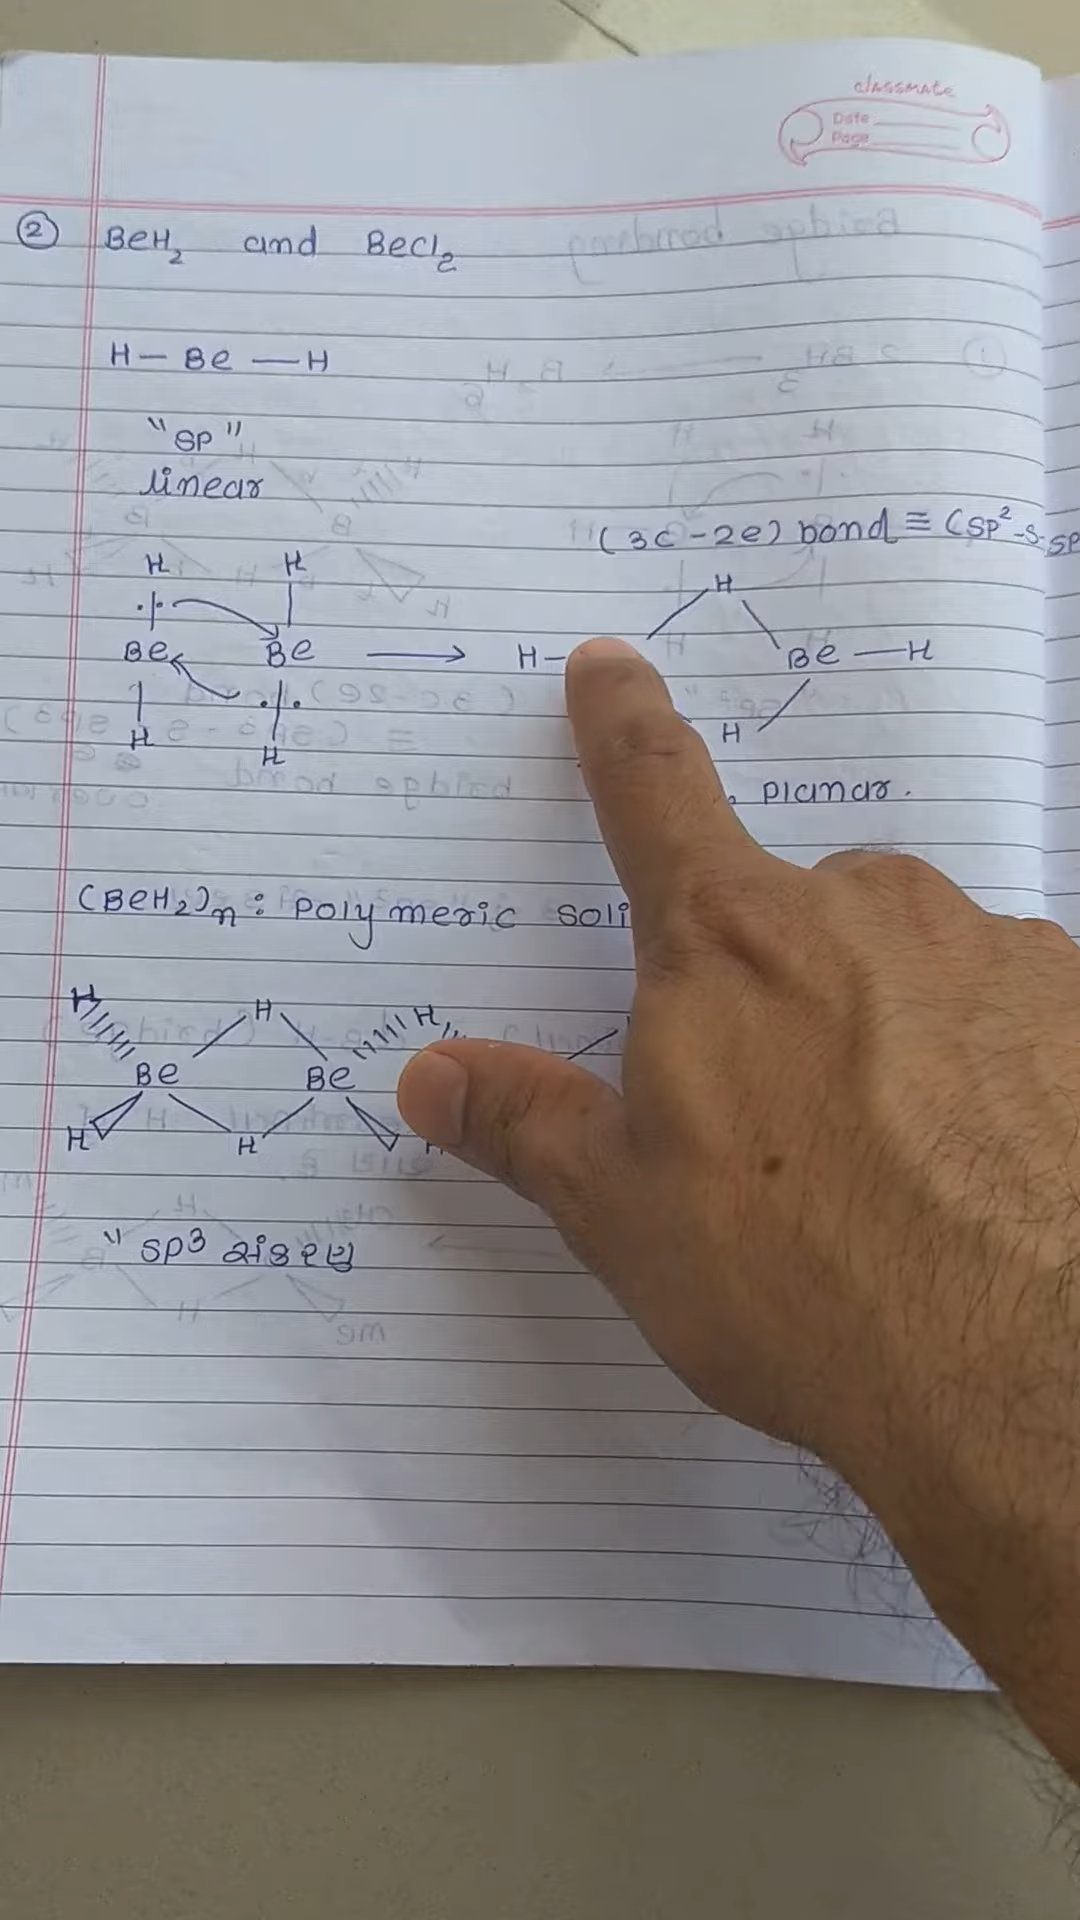 classmate
Date
Page
② BeH₂ and BeCl₂
H — Be — H
"sp"
linear
(3c-2e) bond ≡ (sp²-s-sp
H H H
Be Be ⟶ H — Be — H
H H H
planar.
(BeH₂)n : Polymeric
H H H
Be Be
H H H
" sp3 સંકરણ